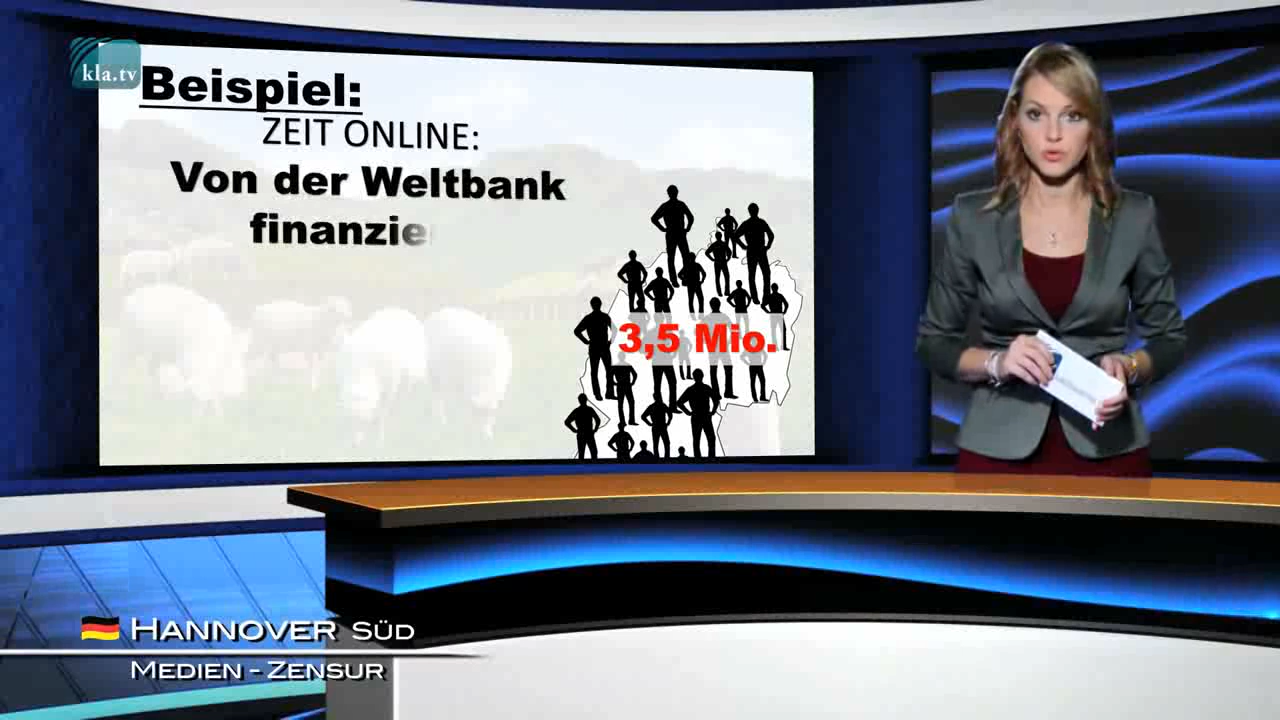 kla.tv
Beispiel:
ZEIT ONLINE:
Von der Weltbank
finanzie
3,5 Mio.
HANNOVER SÜD
MEDIEN - ZENSUR